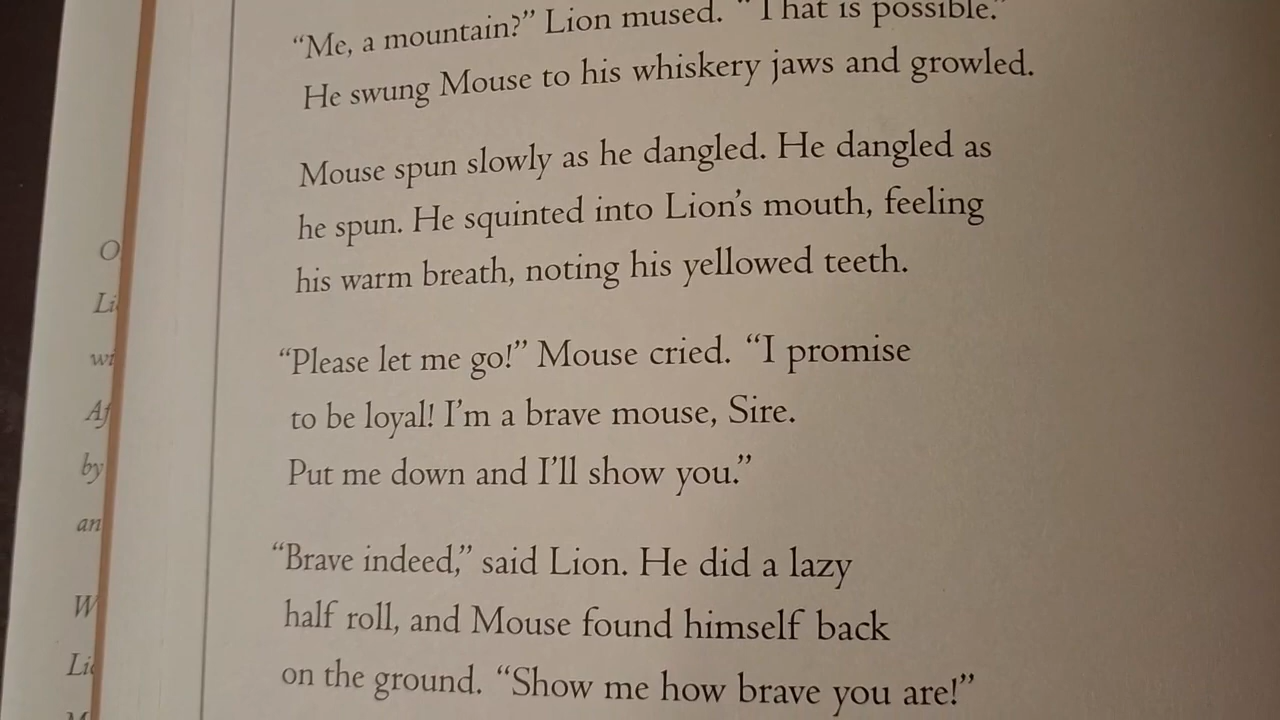 “Me, a mountain?” Lion mused. “That is possible.”
He swung Mouse to his whiskery jaws and growled.
Mouse spun slowly as he dangled. He dangled as
he spun. He squinted into Lion’s mouth, feeling
his warm breath, noting his yellowed teeth.
“Please let me go!” Mouse cried. “I promise
to be loyal! I’m a brave mouse, Sire.
Put me down and I’ll show you.”
“Brave indeed,” said Lion. He did a lazy
half roll, and Mouse found himself back
on the ground. “Show me how brave you are!”